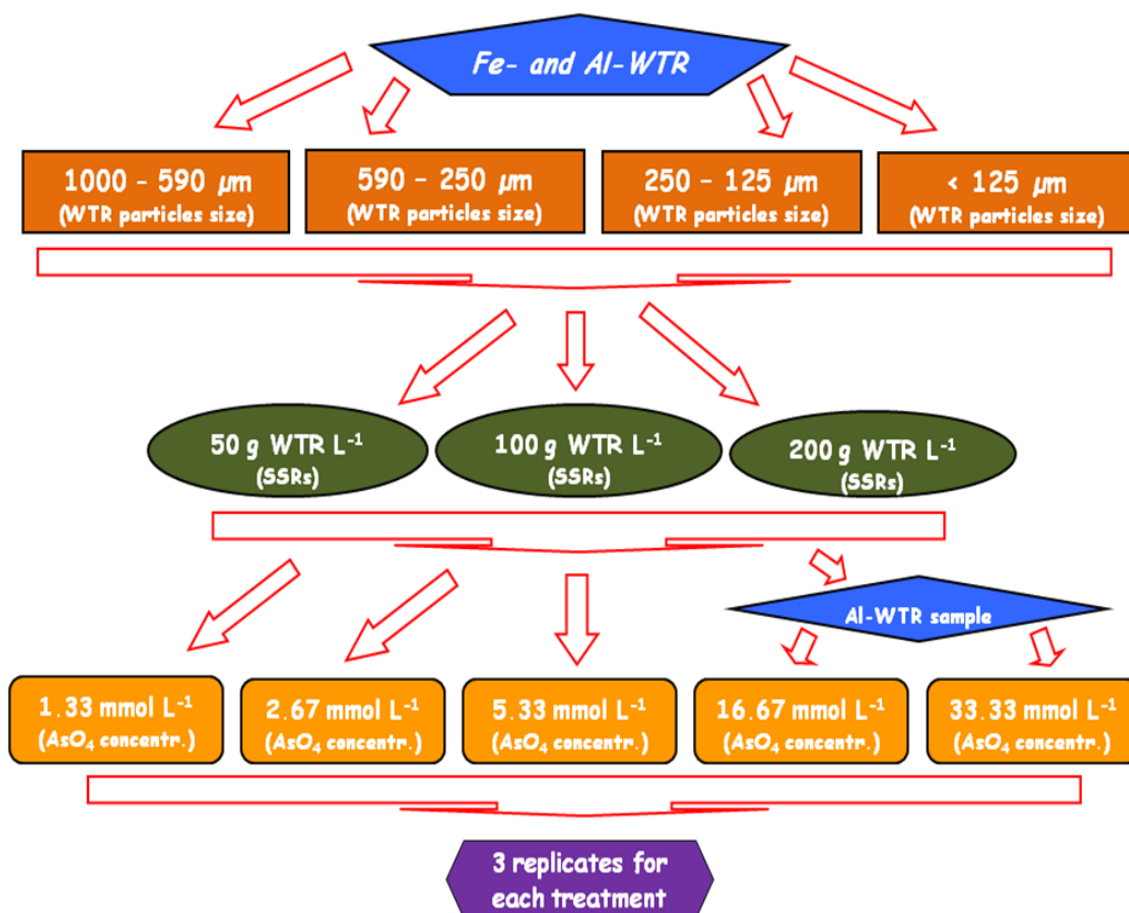 Fe- and Al-WTR
1000 – 590 µm
(WTR particles size)
590 – 250 µm
(WTR particles size)
250 – 125 µm
(WTR particles size)
< 125 µm
(WTR particles size)
50 g WTR L⁻¹
(SSRs)
100 g WTR L⁻¹
(SSRs)
200 g WTR L⁻¹
(SSRs)
Al-WTR sample
1.33 mmol L⁻¹
(AsO₄ concentr.)
2.67 mmol L⁻¹
(AsO₄ concentr.)
5.33 mmol L⁻¹
(AsO₄ concentr.)
16.67 mmol L⁻¹
(AsO₄ concentr.)
33.33 mmol L⁻¹
(AsO₄ concentr.)
3 replicates for
each treatment